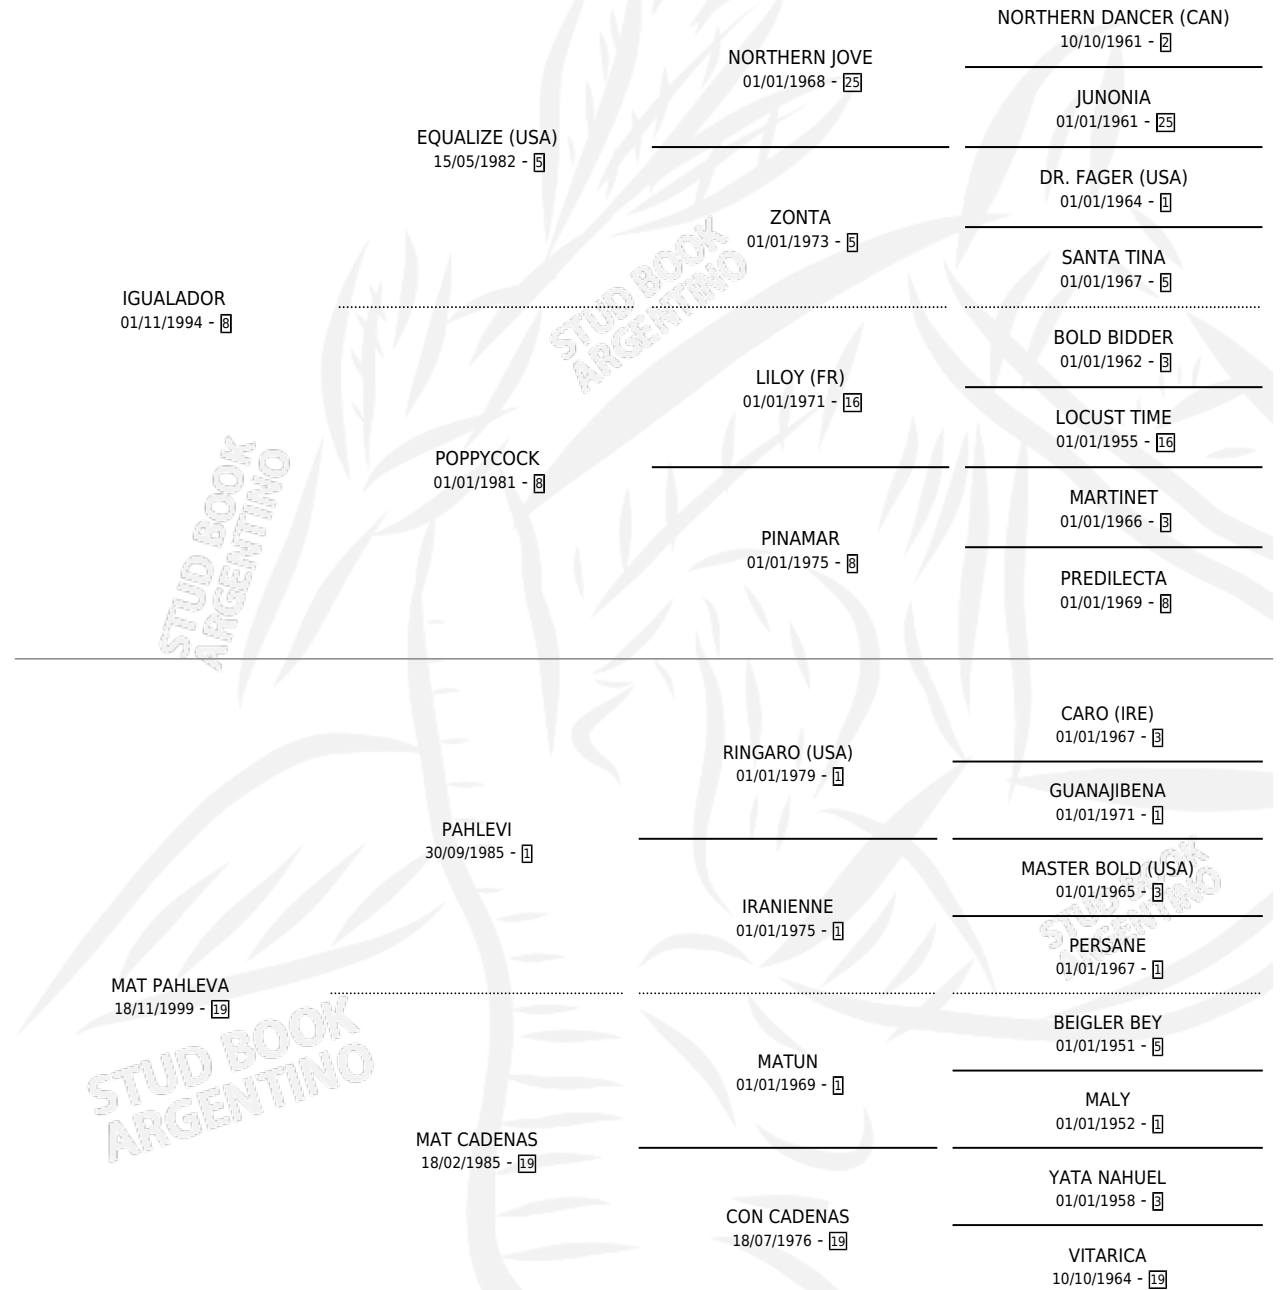 NORTHERN DANCER (CAN)
10/10/1961 - 2
NORTHERN JOVE
01/01/1968 - 25
JUNONIA
01/01/1961 - 25
EQUALIZE (USA)
15/05/1982 - 5
DR. FAGER (USA)
01/01/1964 - 1
ZONTA
01/01/1973 - 5
SANTA TINA
01/01/1967 - 5
IGUALADOR
01/11/1994 - 8
STUD BOOK
ARGENTINO
BOLD BIDDER
01/01/1962 - 3
LILOY (FR)
01/01/1971 - 16
LOCUST TIME
01/01/1955 - 16
POPPYCOCK
01/01/1981 - 8
MARTINET
01/01/1966 - 3
PINAMAR
01/01/1975 - 8
PREDILECTA
01/01/1969 - 8
STUD BOOK
ARGENTINO
CARO (IRE)
01/01/1967 - 3
RINGARO (USA)
01/01/1979 - 1
GUANAJIBENA
01/01/1971 - 1
PAHLEVI
30/09/1985 - 1
MASTER BOLD (USA)
01/01/1965 - 3
IRANIENNE
01/01/1975 - 1
PERSANE
01/01/1967 - 1
STUD BOOK
ARGENTINO
MAT PAHLEVA
18/11/1999 - 19
BEIGLER BEY
01/01/1951 - 5
MATUN
01/01/1969 - 1
MALY
01/01/1952 - 1
STUD BOOK
ARGENTINO
MAT CADENAS
18/02/1985 - 19
YATA NAHUEL
01/01/1958 - 3
CON CADENAS
18/07/1976 - 19
VITARICA
10/10/1964 - 19